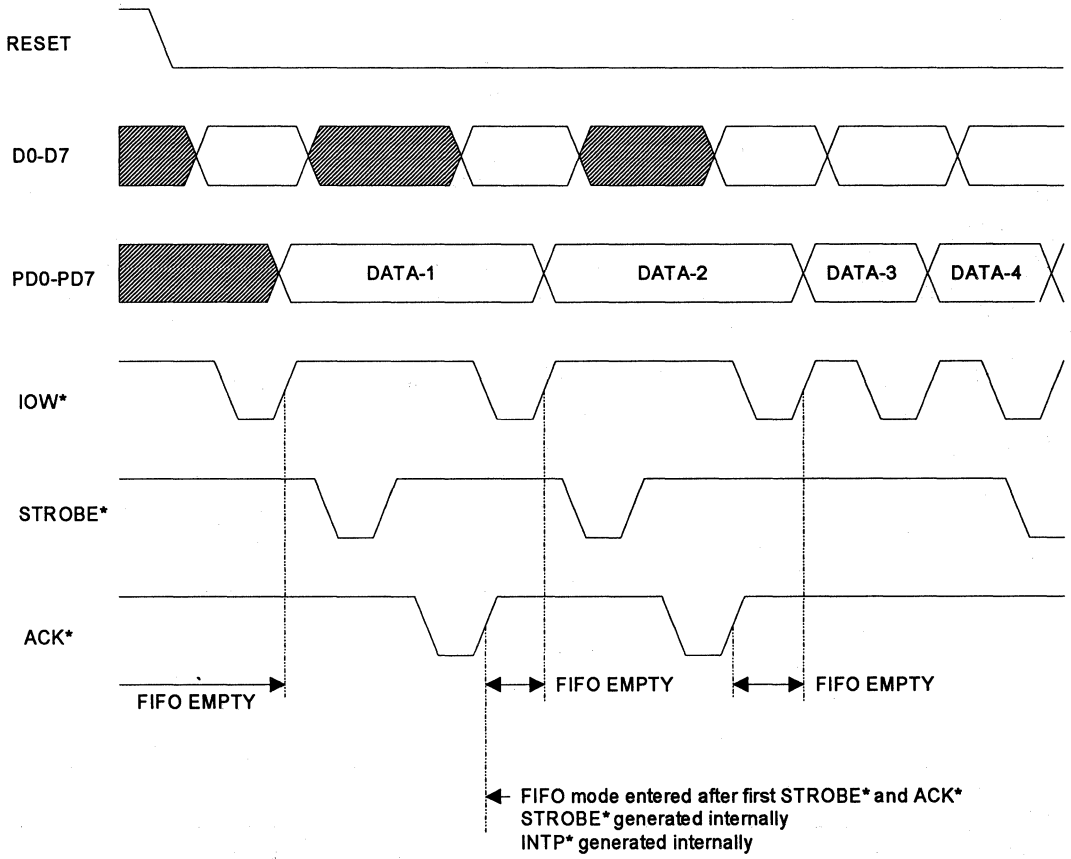 RESET
D0-D7
PD0-PD7
DATA-1
DATA-2
DATA-3
DATA-4
IOW*
STROBE*
ACK*
FIFO EMPTY
FIFO EMPTY
FIFO EMPTY
FIFO mode entered after first STROBE* and ACK*
STROBE* generated internally
INTP* generated internally